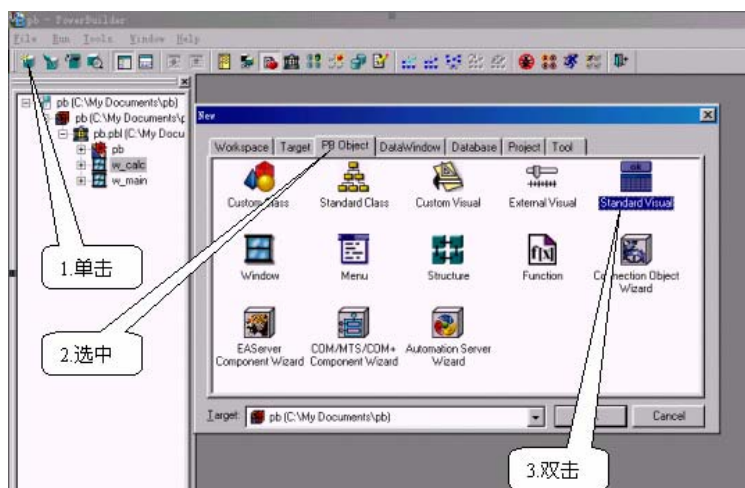 pb - PowerBuilder
File Run Tools Window Help
pb (C:\My Documents\pb)
pb (C:\My Documents\p
pb.pbl (C:\My Docu
pb
w_calc
w_main
New
Workspace Target PB Object DataWindow Database Project Tool
Custom Class Standard Class Custom Visual External Visual Standard Visual
Window Menu Structure Function Connection Object
Wizard
EAServer COM/MTS/COM+ Automation Server
Component Wizard Component Wizard Wizard
Target: pb (C:\My Documents\pb) Cancel
1.单击
2.选中
3.双击